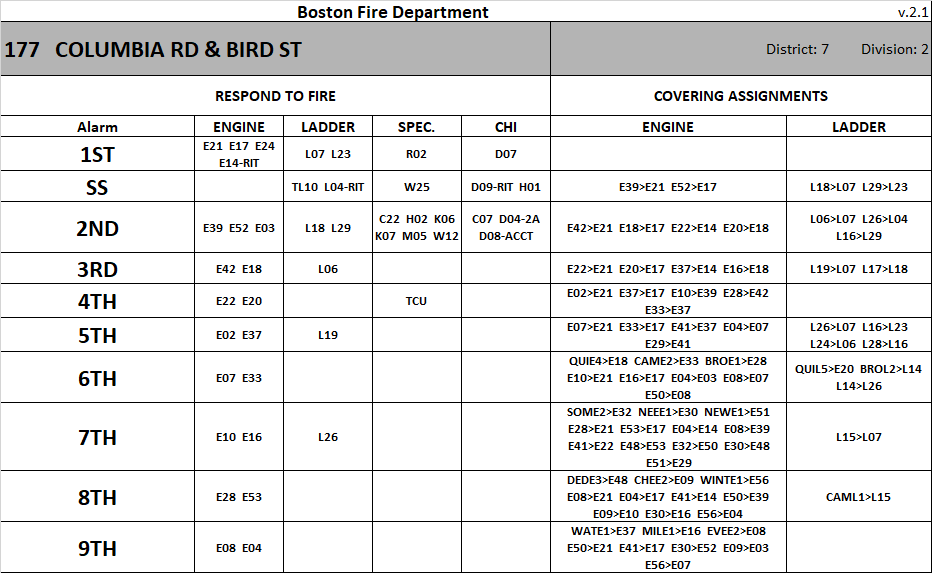 Boston Fire Department v.2.1
177 COLUMBIA RD & BIRD ST District: 7 Division: 2
RESPOND TO FIRE COVERING ASSIGNMENTS
Alarm ENGINE LADDER SPEC. CHI ENGINE LADDER
1ST E21 E17 E24 E14-RIT L07 L23 R02 D07
SS TL10 L04-RIT W25 D09-RIT H01 E39>E21 E52>E17 L18>L07 L29>L23
2ND E39 E52 E03 L18 L29 C22 H02 K06 K07 M05 W12 C07 D04-2A D08-ACCT E42>E21 E18>E17 E22>E14 E20>E18 L06>L07 L26>L04 L16>L29
3RD E42 E18 L06 E22>E21 E20>E17 E37>E14 E16>E18 L19>L07 L17>L18
4TH E22 E20 TCU E02>E21 E37>E17 E10>E39 E28>E42 E33>E37
5TH E02 E37 L19 E07>E21 E33>E17 E41>E37 E04>E07 E29>E41 L26>L07 L16>L23 L24>L06 L28>L16
6TH E07 E33 QUIE4>E18 CAME2>E33 BROE1>E28 E10>E21 E16>E17 E04>E03 E08>E07 E50>E08 QUIL5>E20 BROL2>L14 L14>L26
7TH E10 E16 L26 SOME2>E32 NEEE1>E30 NEWE1>E51 E28>E21 E53>E17 E04>E14 E08>E39 E41>E22 E48>E53 E32>E50 E30>E48 E51>E29 L15>L07
8TH E28 E53 DEDE3>E48 CHEE2>E09 WINTE1>E56 E08>E21 E04>E17 E41>E14 E50>E39 E09>E10 E30>E16 E56>E04 CAML1>L15
9TH E08 E04 WATE1>E37 MILE1>E16 EVEE2>E08 E50>E21 E41>E17 E30>E52 E09>E03 E56>E07